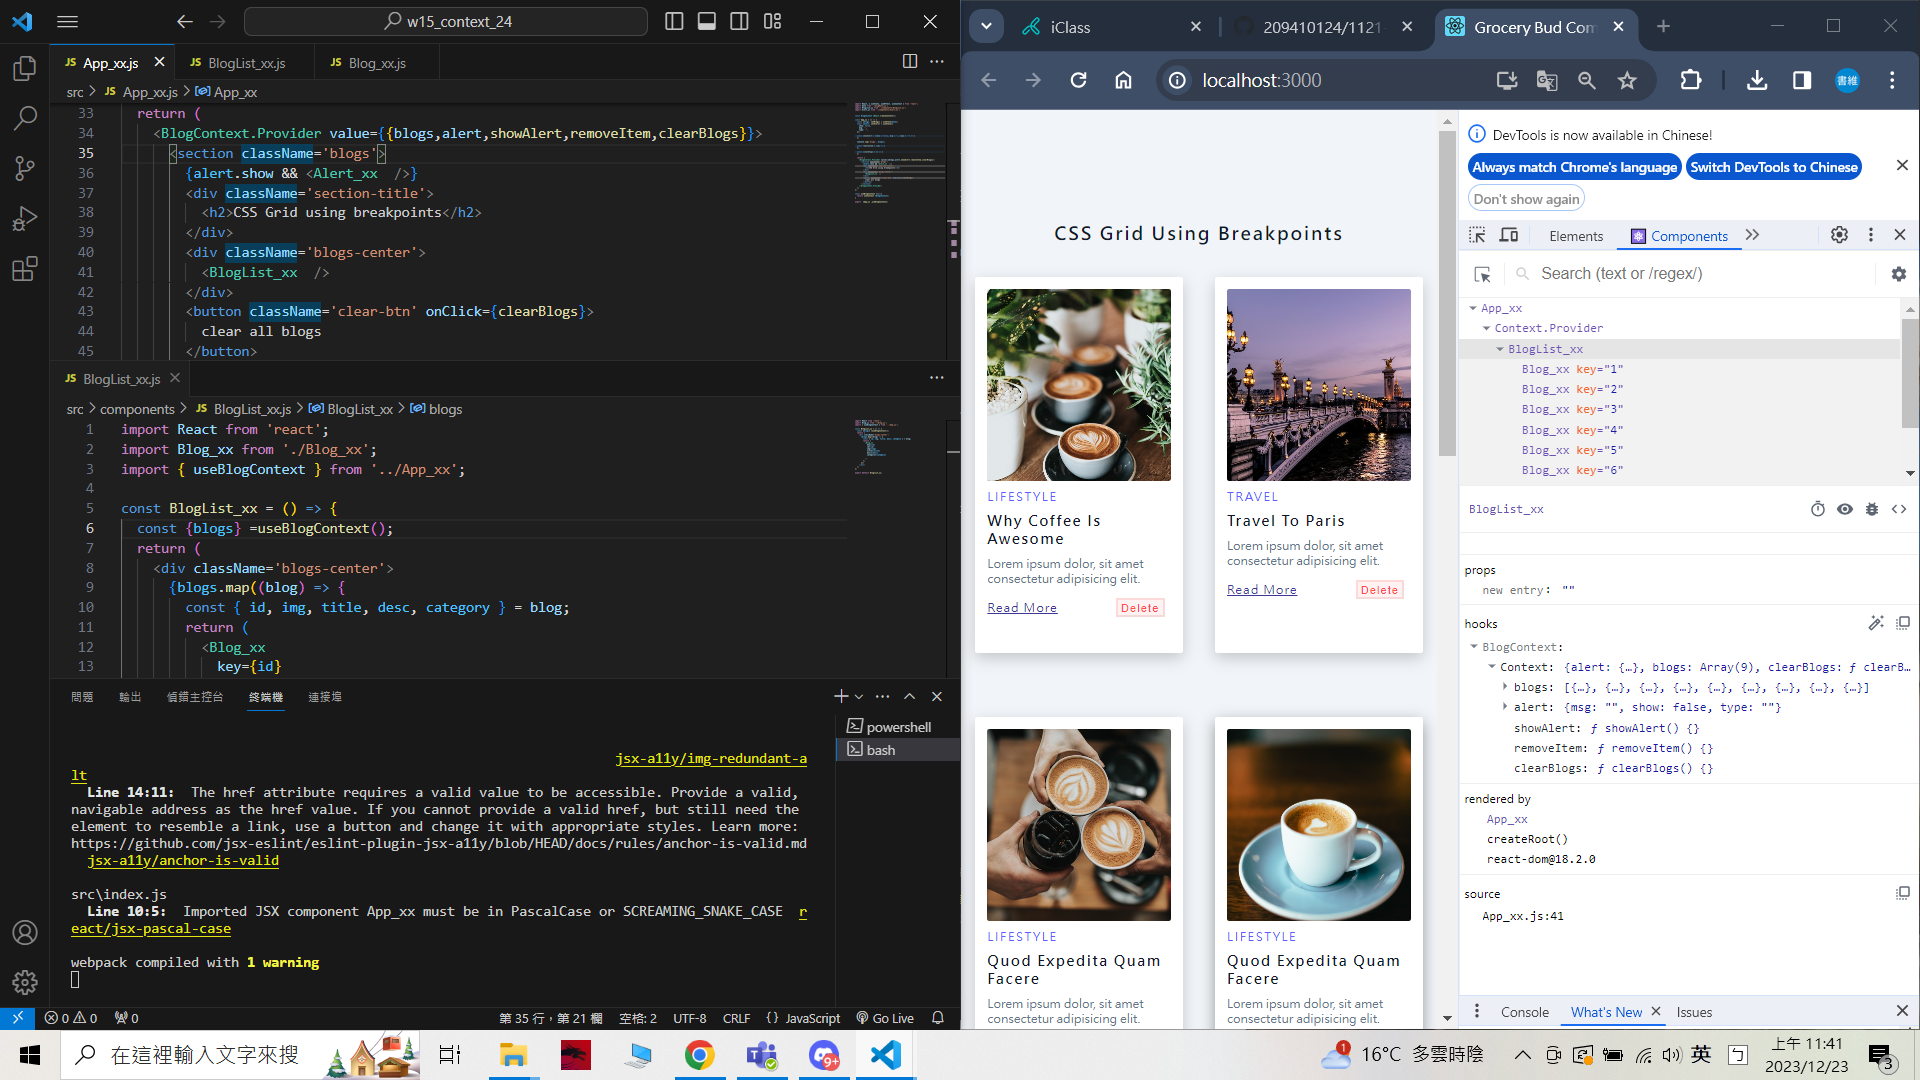 w15_context_24
JS App_xx.js
JS BlogList_xx.js
JS Blog_xx.js
src > JS App_xx.js > App_xx
33 return (
34 <BlogContext.Provider value={{blogs,alert,showAlert,removeItem,clearBlogs}}>
35 <section className='blogs'>
36 {alert.show && <Alert_xx />}
37 <div className='section-title'>
38 <h2>CSS Grid using breakpoints</h2>
39 </div>
40 <div className='blogs-center'>
41 <BlogList_xx />
42 </div>
43 <button className='clear-btn' onClick={clearBlogs}>
44 clear all blogs
45 </button>
JS BlogList_xx.js
src > components > JS BlogList_xx.js > BlogList_xx > blogs
1 import React from 'react';
2 import Blog_xx from './Blog_xx';
3 import { useBlogContext } from '../App_xx';
4
5 const BlogList_xx = () => {
6 const {blogs} =useBlogContext();
7 return (
8 <div className='blogs-center'>
9 {blogs.map((blog) => {
10 const { id, img, title, desc, category } = blog;
11 return (
12 <Blog_xx
13 key={id}
問題 輸出 偵錯主控台 終端機 連接埠
powershell
bash
jsx-a11y/img-redundant-a
lt
Line 14:11: The href attribute requires a valid value to be accessible. Provide a valid,
navigable address as the href value. If you cannot provide a valid href, but still need the
element to resemble a link, use a button and change it with appropriate styles. Learn more:
https://github.com/jsx-eslint/eslint-plugin-jsx-a11y/blob/HEAD/docs/rules/anchor-is-valid.md
jsx-a11y/anchor-is-valid
src\index.js
Line 10:5: Imported JSX component App_xx must be in PascalCase or SCREAMING_SNAKE_CASE r
eact/jsx-pascal-case
webpack compiled with 1 warning
0 0 0
第 35 行，第 21 欄 空格: 2 UTF-8 CRLF {} JavaScript Go Live
iClass
209410124/1121-
Grocery Bud Com
localhost:3000
書維
CSS Grid Using Breakpoints
LIFESTYLE
Why Coffee Is
Awesome
Lorem ipsum dolor, sit amet
consectetur adipisicing elit.
Read More Delete
TRAVEL
Travel To Paris
Lorem ipsum dolor, sit amet
consectetur adipisicing elit.
Read More Delete
LIFESTYLE
Quod Expedita Quam
Facere
Lorem ipsum dolor, sit amet
consectetur adipisicing elit.
LIFESTYLE
Quod Expedita Quam
Facere
Lorem ipsum dolor, sit amet
consectetur adipisicing elit.
DevTools is now available in Chinese!
Always match Chrome's language
Switch DevTools to Chinese
Don't show again
Elements Components
Search (text or /regex/)
App_xx
Context.Provider
BlogList_xx
Blog_xx key="1"
Blog_xx key="2"
Blog_xx key="3"
Blog_xx key="4"
Blog_xx key="5"
Blog_xx key="6"
BlogList_xx
props
new entry: ""
hooks
BlogContext:
Context: {alert: {…}, blogs: Array(9), clearBlogs: ƒ clearB…
blogs: [{…}, {…}, {…}, {…}, {…}, {…}, {…}, {…}, {…}]
alert: {msg: "", show: false, type: ""}
showAlert: ƒ showAlert() {}
removeItem: ƒ removeItem() {}
clearBlogs: ƒ clearBlogs() {}
rendered by
App_xx
createRoot()
react-dom@18.2.0
source
App_xx.js:41
Console What's New Issues
在這裡輸入文字來搜
9+
1
16°C 多雲時陰
英
ㄅ
上午 11:41
2023/12/23
3